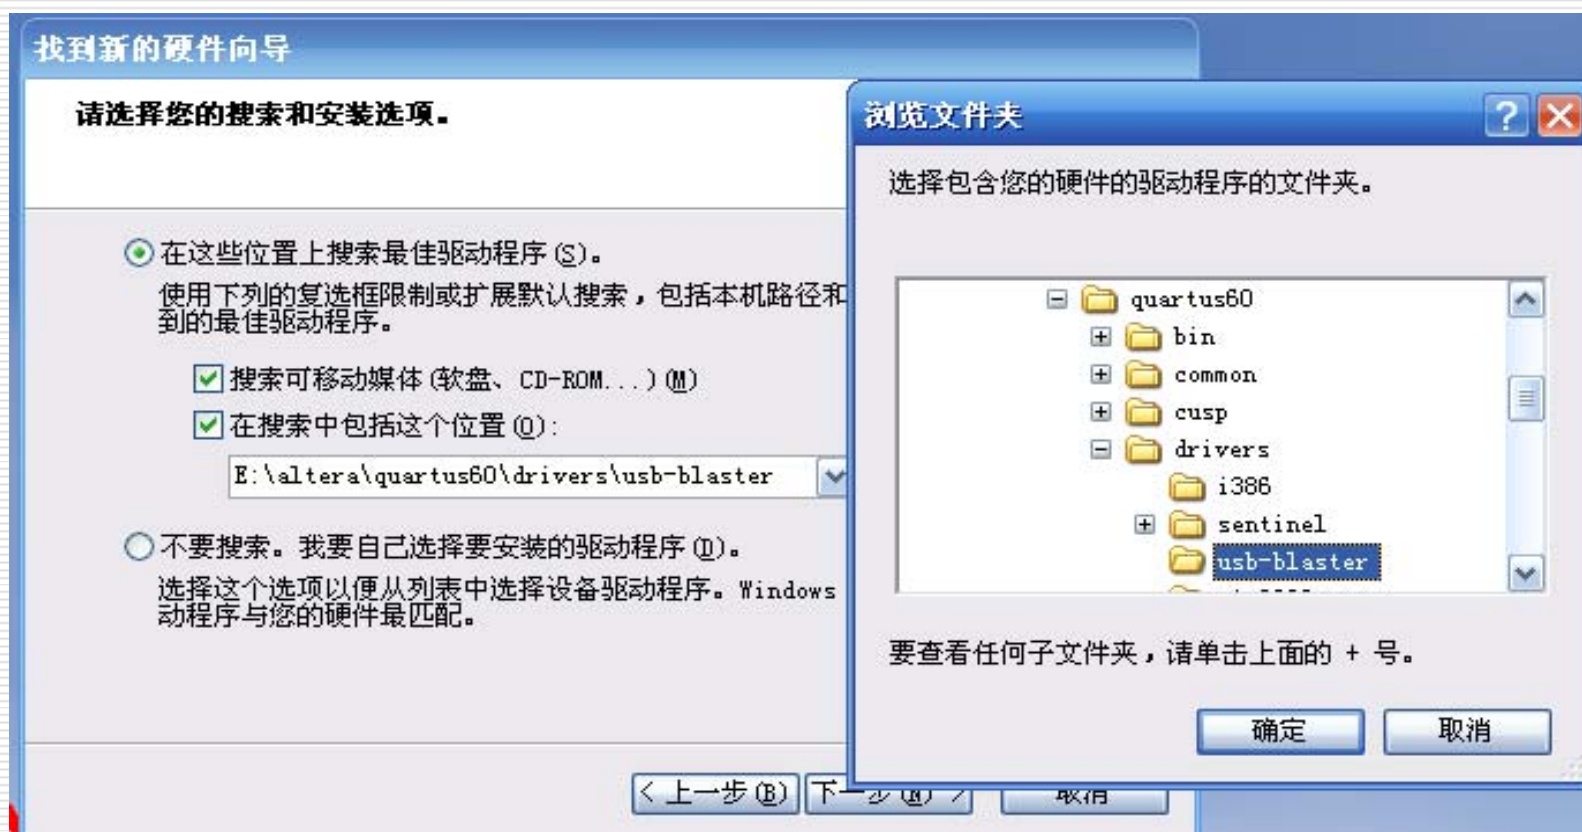 找到新的硬件向导
请选择您的搜索和安装选项。
在这些位置上搜索最佳驱动程序(S)。
使用下列的复选框限制或扩展默认搜索，包括本机路径和
到的最佳驱动程序。
搜索可移动媒体(软盘、CD-ROM...)(M)
在搜索中包括这个位置(O):
E:\altera\quartus60\drivers\usb-blaster
不要搜索。我要自己选择要安装的驱动程序(D)。
选择这个选项以便从列表中选择设备驱动程序。Windows
动程序与您的硬件最匹配。
<上一步(B)
下一步(N) >
取消
浏览文件夹
选择包含您的硬件的驱动程序的文件夹。
quartus60
bin
common
cusp
drivers
i386
sentinel
usb-blaster
要查看任何子文件夹，请单击上面的 + 号。
确定
取消